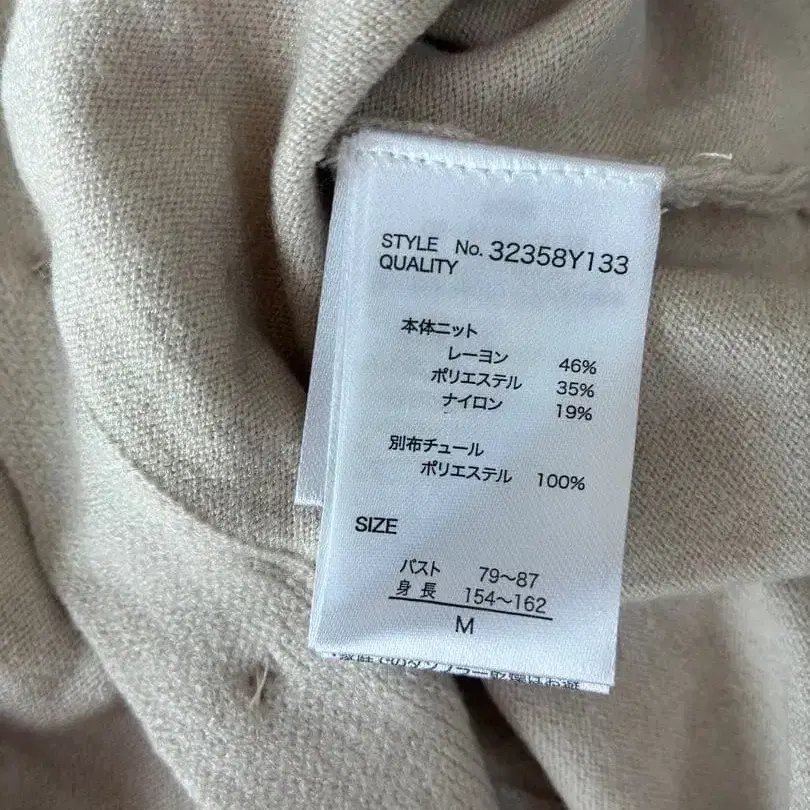 STYLE No. 32358Y133
QUALITY
本体ニット
レーヨン 46%
ポリエステル 35%
ナイロン 19%
別布チュール
ポリエステル 100%
SIZE
バスト 79～87
身長 154～162
M